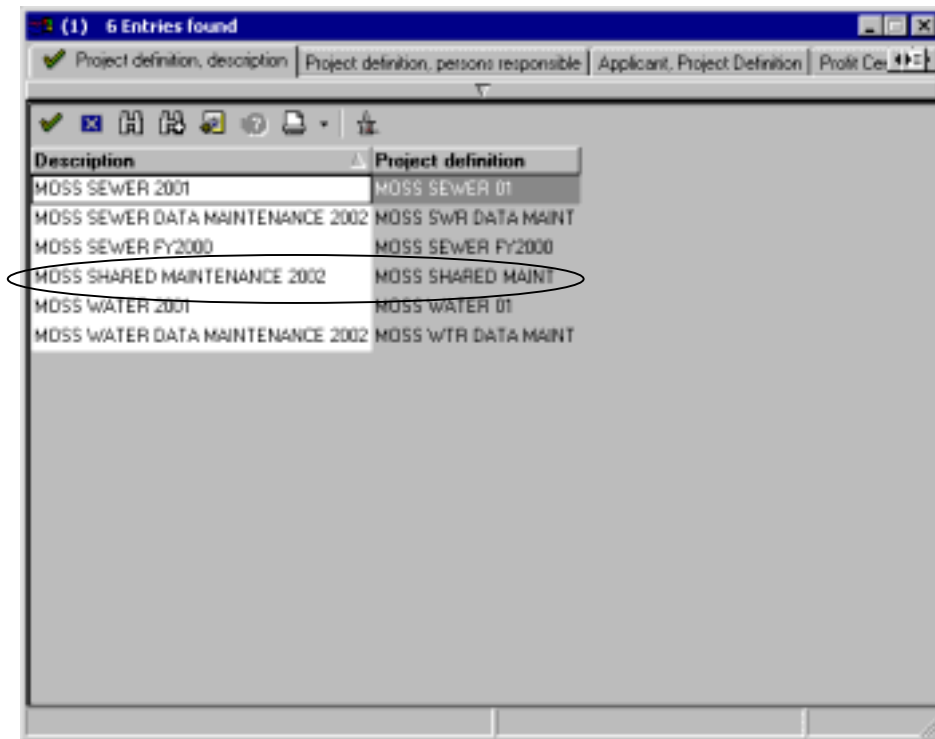 (1) 6 Entries found
Project definition, description Project definition, persons responsible Applicant, Project Definition Profit Ce
Description Project definition
MOSS SEWER 2001 MOSS SEWER 01
MOSS SEWER DATA MAINTENANCE 2002 MOSS SWR DATA MAINT
MOSS SEWER FY2000 MOSS SEWER FY2000
MOSS SHARED MAINTENANCE 2002 MOSS SHARED MAINT
MOSS WATER 2001 MOSS WATER 01
MOSS WATER DATA MAINTENANCE 2002 MOSS WTR DATA MAINT